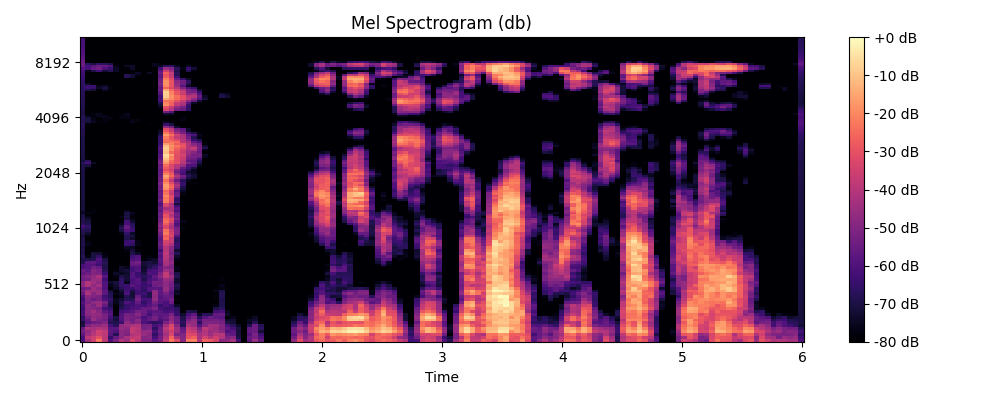 Mel Spectrogram (db)
Hz
8192
4096
2048
1024
512
0
0 1 2 3 4 5 6
Time
+0 dB
-10 dB
-20 dB
-30 dB
-40 dB
-50 dB
-60 dB
-70 dB
-80 dB